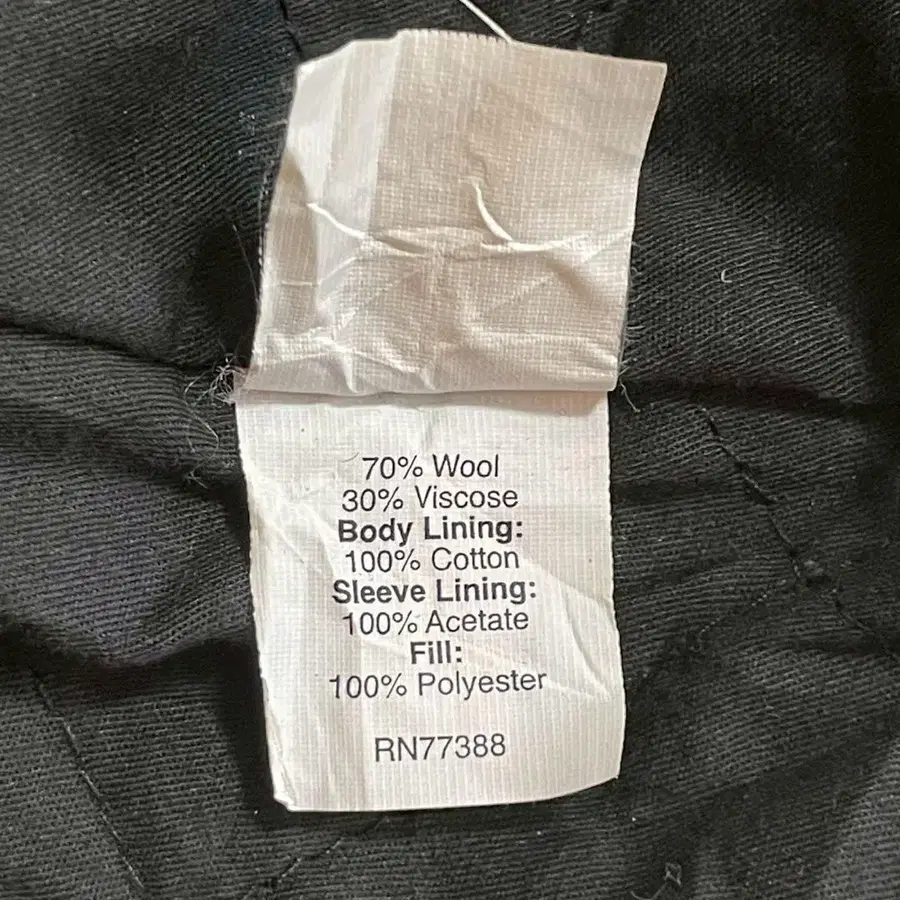 70% Wool
30% Viscose
Body Lining:
100% Cotton
Sleeve Lining:
100% Acetate
Fill:
100% Polyester
RN77388